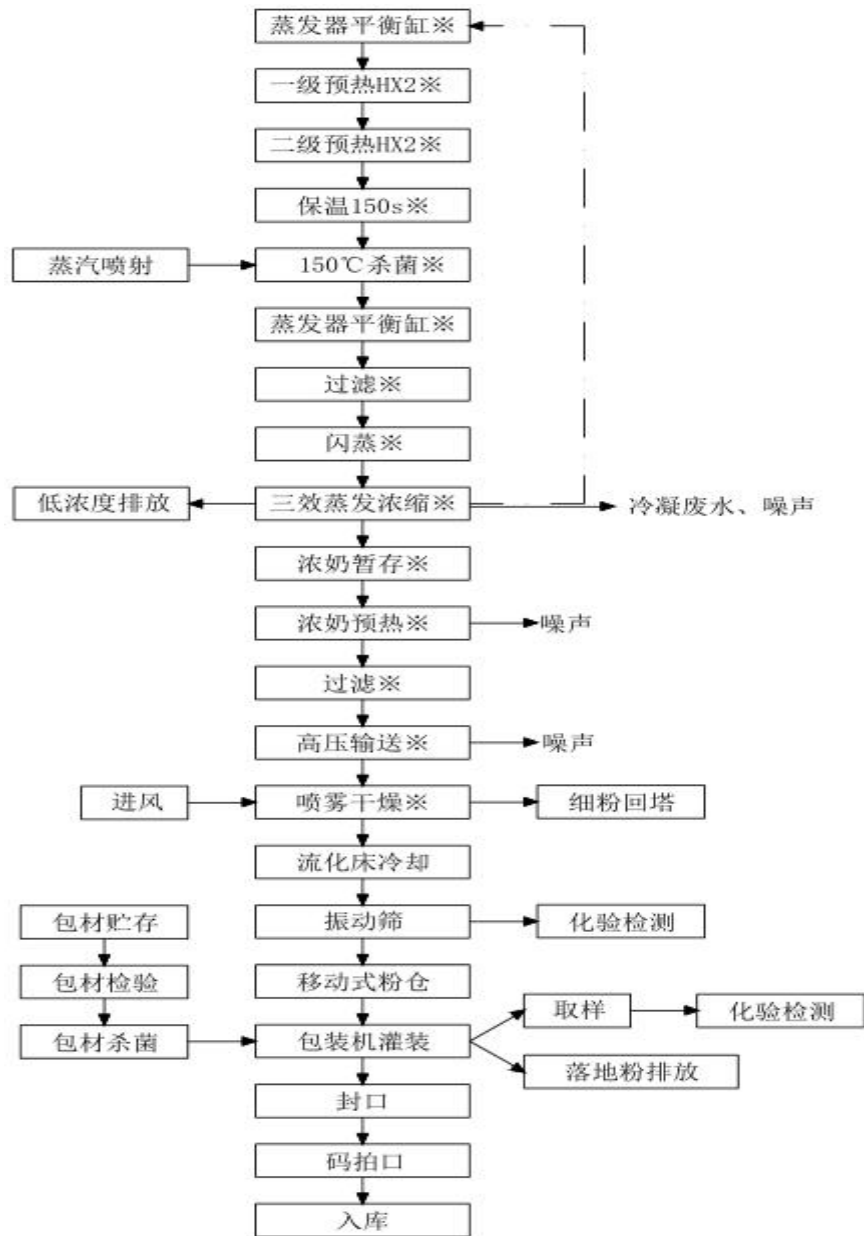 蒸发器平衡缸※
一级预热HX2※
二级预热HX2※
保温150s※
蒸汽喷射
150℃杀菌※
蒸发器平衡缸※
过滤※
闪蒸※
低浓度排放
三效蒸发浓缩※
冷凝废水、噪声
浓奶暂存※
浓奶预热※
噪声
过滤※
高压输送※
噪声
进风
喷雾干燥※
细粉回塔
流化床冷却
包材贮存
振动筛
化验检测
包材检验
移动式粉仓
取样
化验检测
包材杀菌
包装机灌装
落地粉排放
封口
码拍口
入库